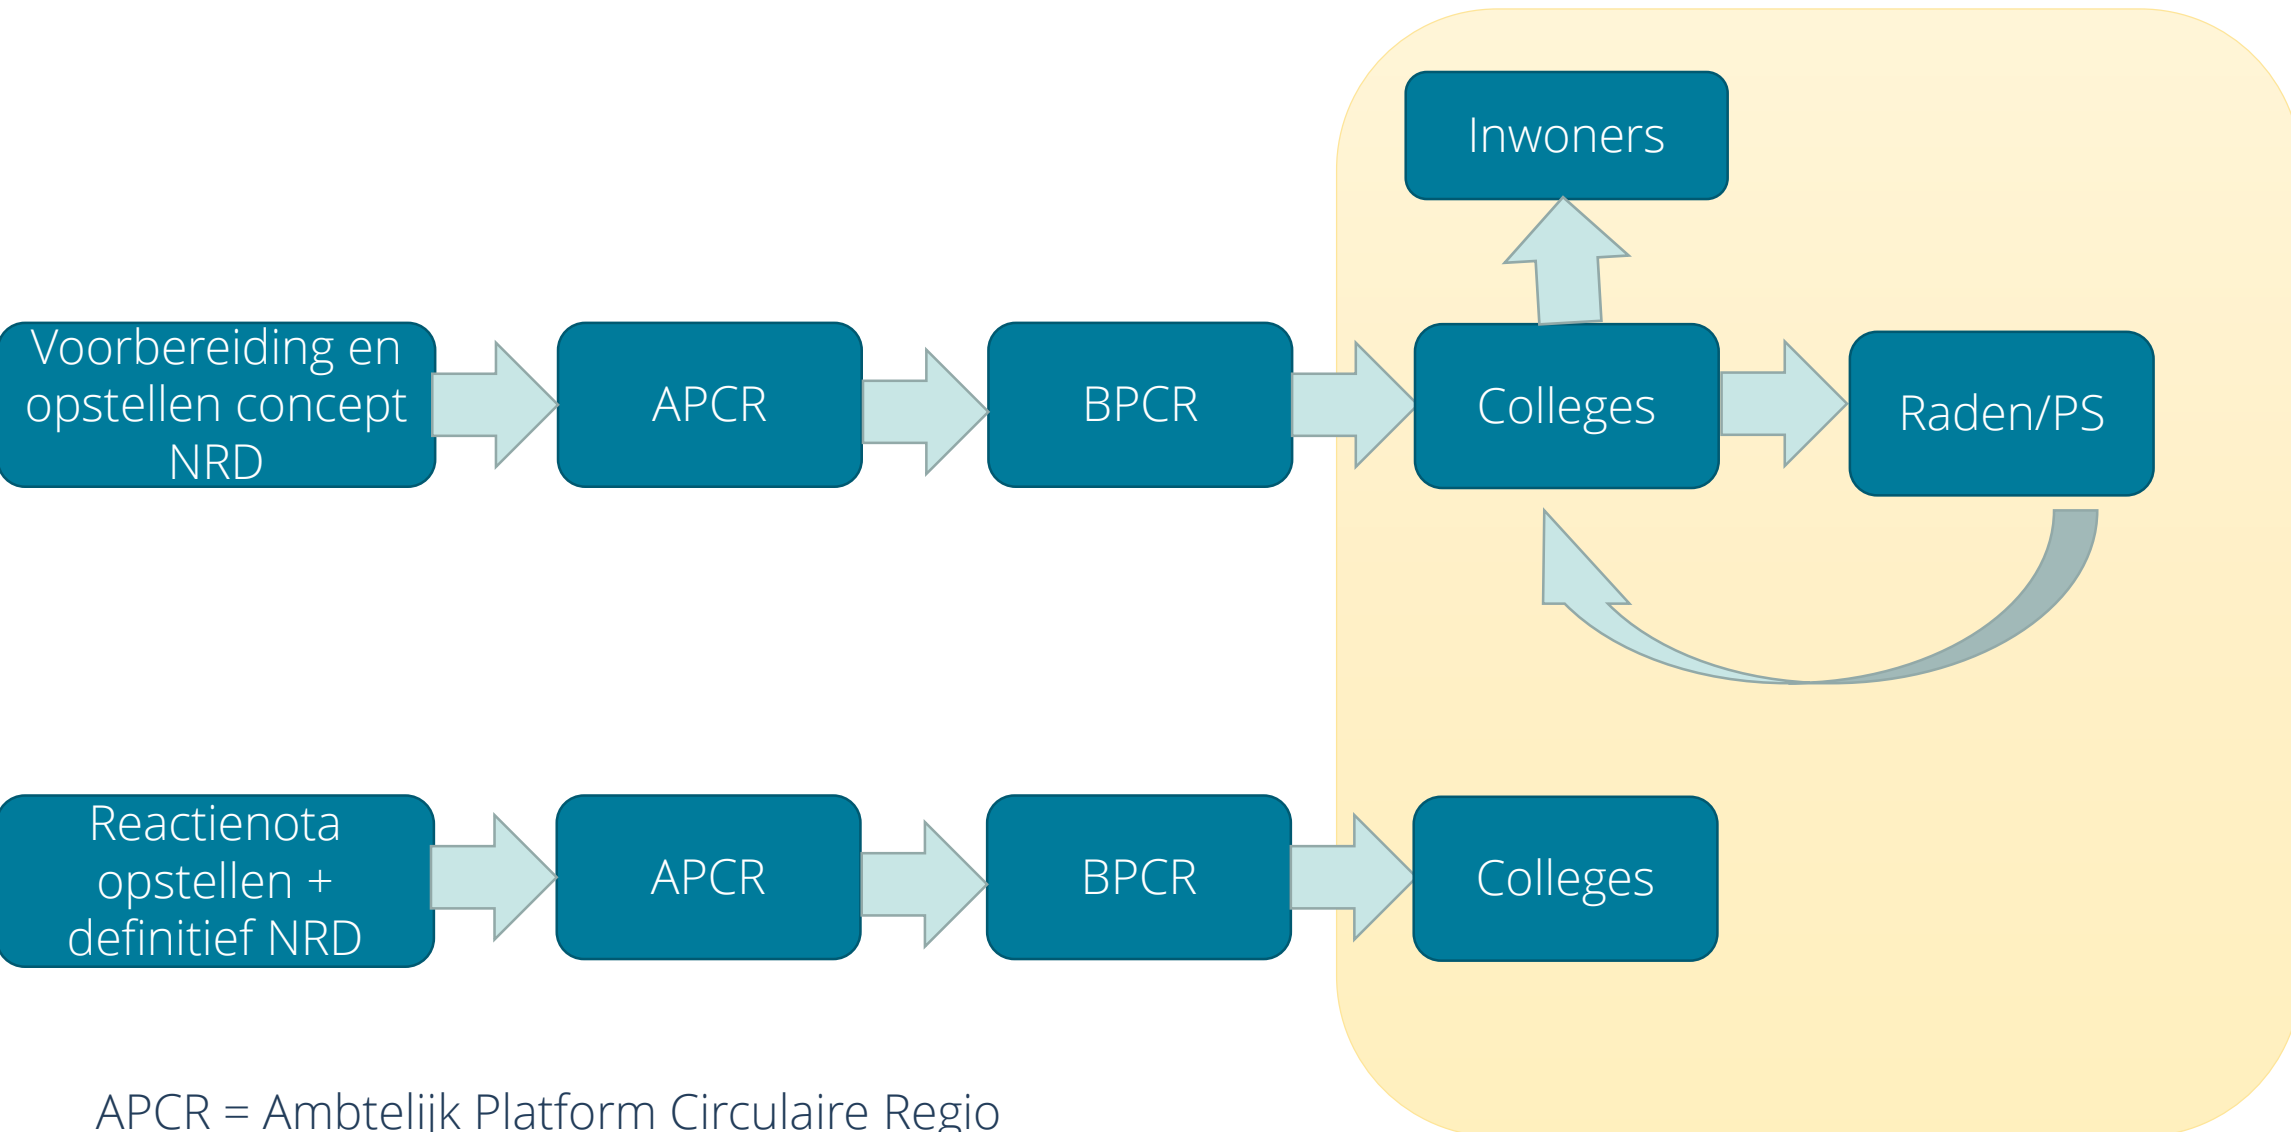 Inwoners
Voorbereiding en
opstellen concept
NRD
APCR
BPCR
Colleges
Raden/PS
Reactienota
opstellen +
definitief NRD
APCR
BPCR
Colleges
APCR = Ambtelijk Platform Circulaire Regio